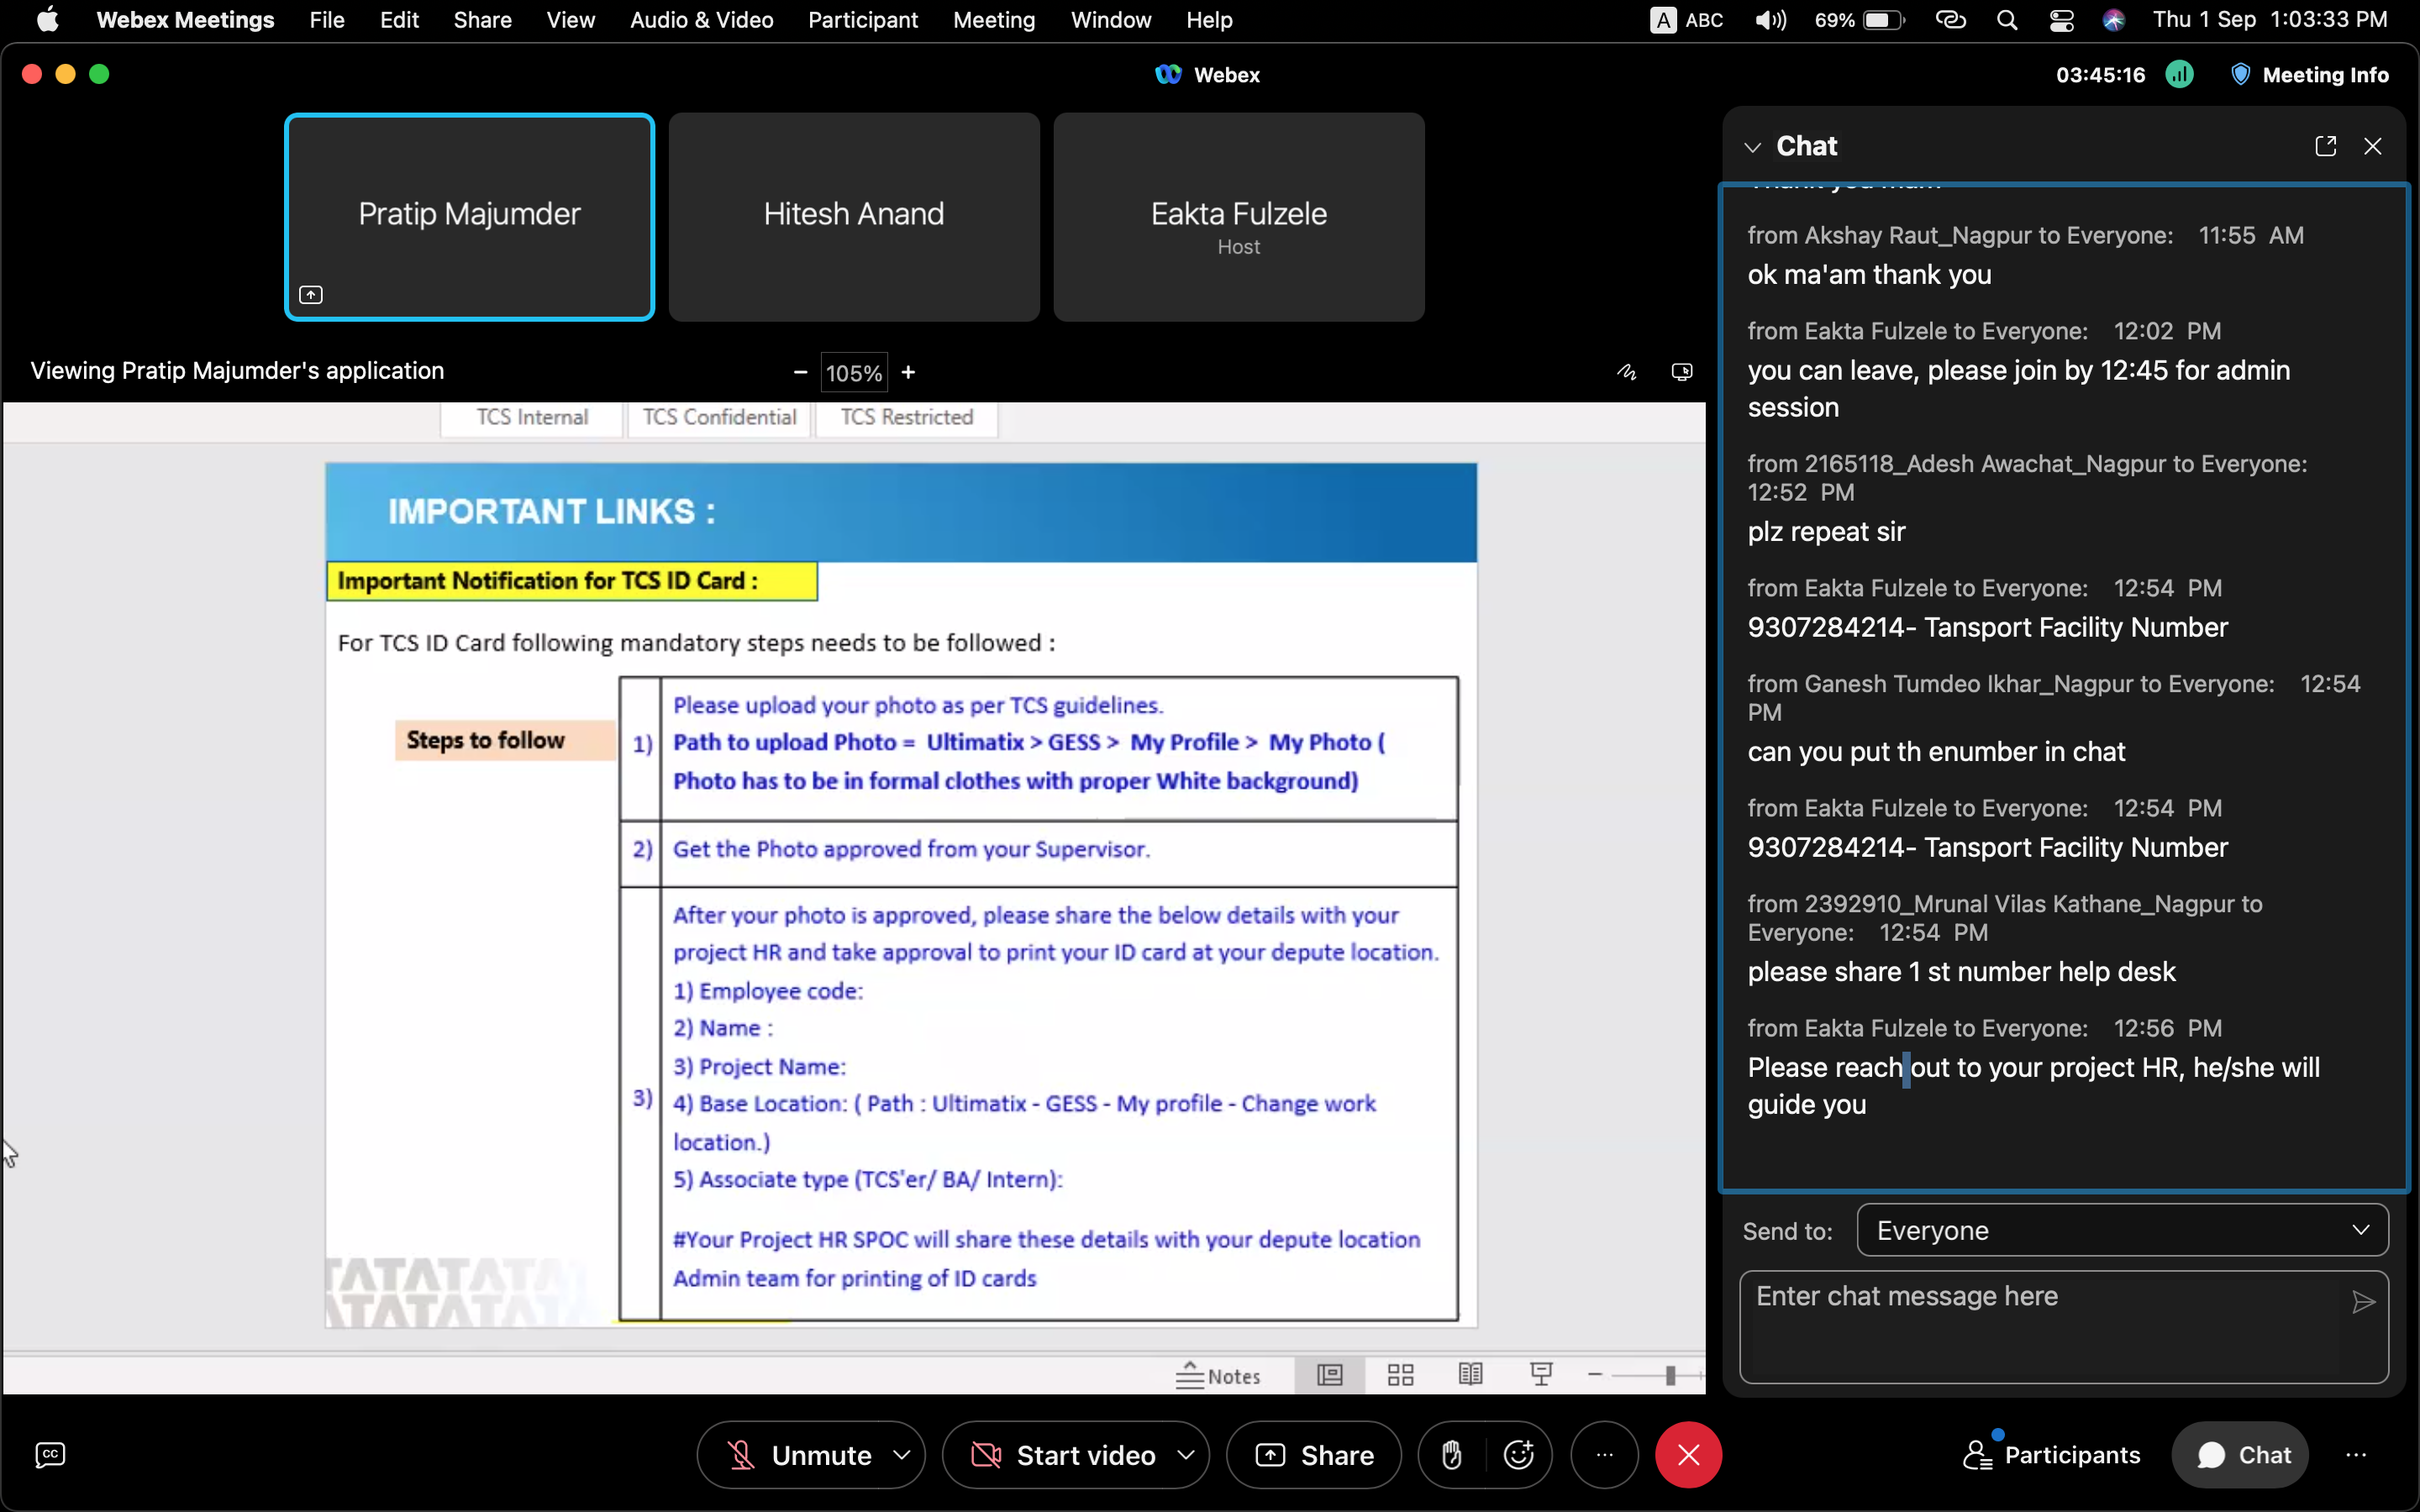 Webex Meetings File Edit Share View Audio & Video Participant Meeting Window Help
A ABC 69% Thu 1 Sep 1:03:33 PM
Webex
03:45:16 Meeting Info
Pratip Majumder
Hitesh Anand
Eakta Fulzele
Host
Viewing Pratip Majumder's application
105%
TCS Internal TCS Confidential TCS Restricted
IMPORTANT LINKS :
Important Notification for TCS ID Card :
For TCS ID Card following mandatory steps needs to be followed :
Steps to follow
1)
Please upload your photo as per TCS guidelines.
Path to upload Photo = Ultimatix > GESS > My Profile > My Photo (
Photo has to be in formal clothes with proper White background)
2) Get the Photo approved from your Supervisor.
3)
After your photo is approved, please share the below details with your
project HR and take approval to print your ID card at your depute location.
1) Employee code:
2) Name :
3) Project Name:
4) Base Location: ( Path : Ultimatix - GESS - My profile - Change work
location.)
5) Associate type (TCS'er/ BA/ Intern):
#Your Project HR SPOC will share these details with your depute location
Admin team for printing of ID cards
Notes
Chat
from Akshay Raut_Nagpur to Everyone: 11:55 AM
ok ma'am thank you
from Eakta Fulzele to Everyone: 12:02 PM
you can leave, please join by 12:45 for admin
session
from 2165118_Adesh Awachat_Nagpur to Everyone:
12:52 PM
plz repeat sir
from Eakta Fulzele to Everyone: 12:54 PM
9307284214- Tansport Facility Number
from Ganesh Tumdeo Ikhar_Nagpur to Everyone: 12:54
PM
can you put th enumber in chat
from Eakta Fulzele to Everyone: 12:54 PM
9307284214- Tansport Facility Number
from 2392910_Mrunal Vilas Kathane_Nagpur to
Everyone: 12:54 PM
please share 1 st number help desk
from Eakta Fulzele to Everyone: 12:56 PM
Please reach out to your project HR, he/she will
guide you
Send to: Everyone
Enter chat message here
CC
Unmute Start video Share
Participants Chat